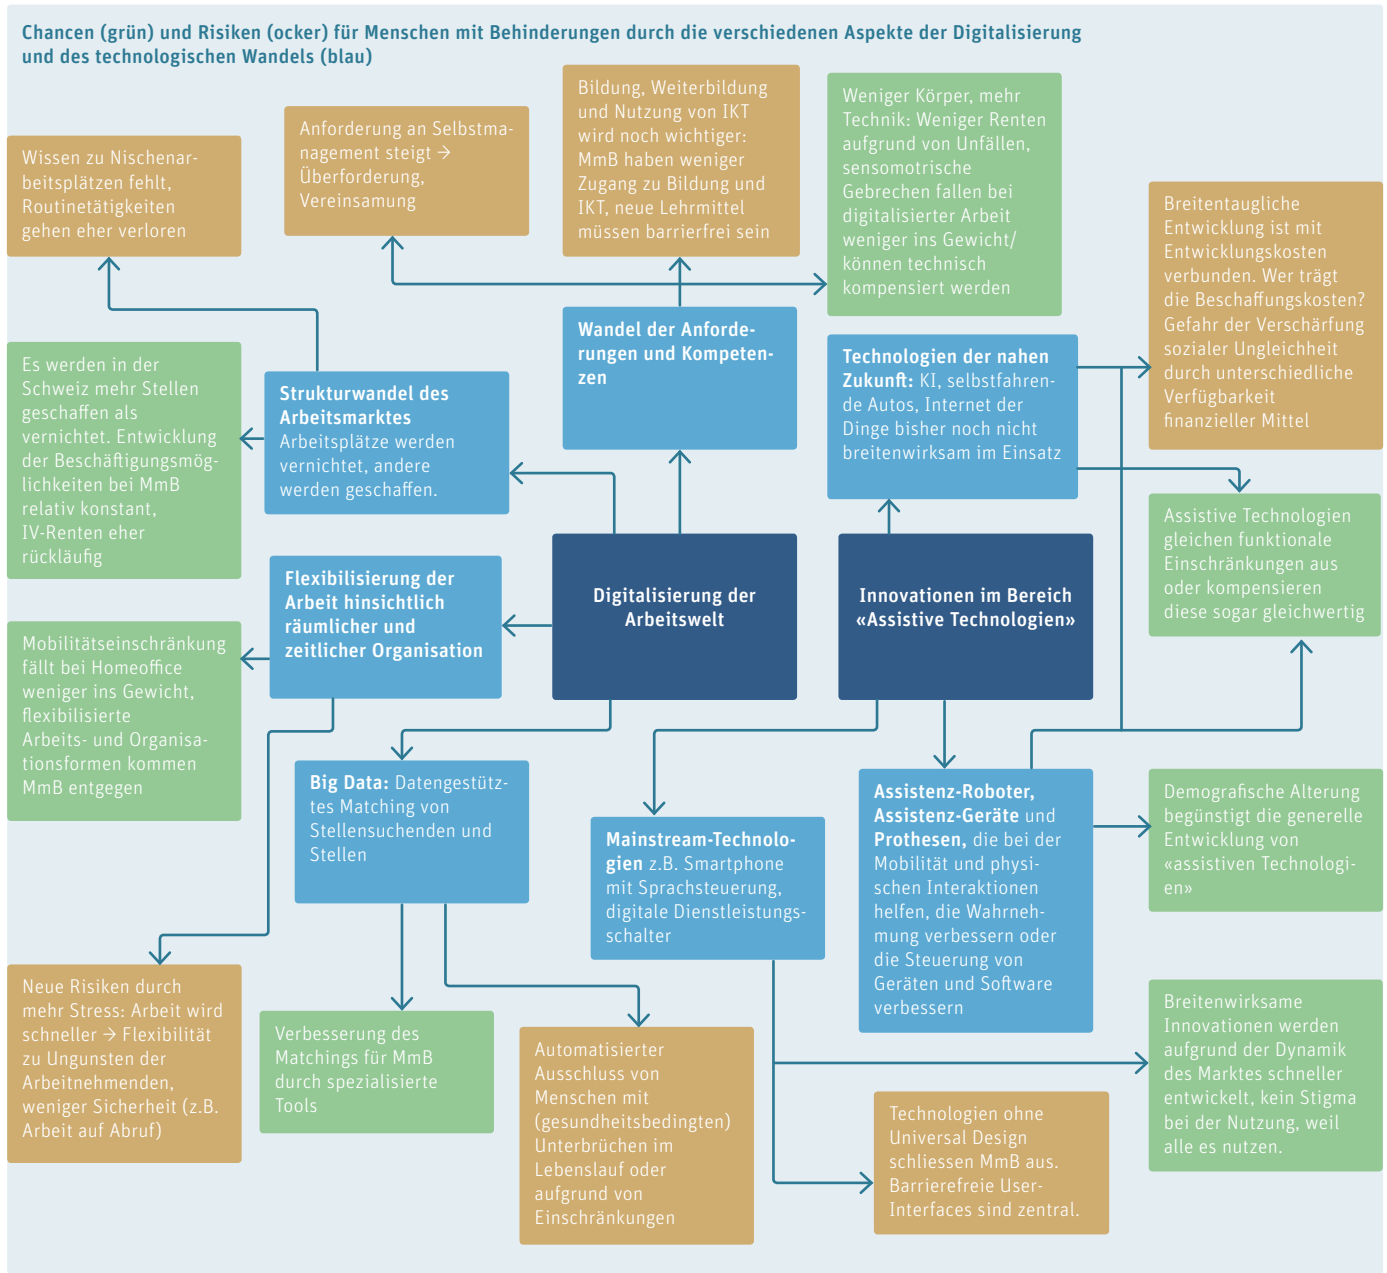 Chancen (grün) und Risiken (ocker) für Menschen mit Behinderungen durch die verschiedenen Aspekte der Digitalisierung
und des technologischen Wandels (blau)
Wissen zu Nischenar-
beitsplätzen fehlt,
Routinetätigkeiten
gehen eher verloren
Anforderung an Selbstma-
nagement steigt →
Überforderung,
Vereinsamung
Bildung, Weiterbildung
und Nutzung von IKT
wird noch wichtiger:
MmB haben weniger
Zugang zu Bildung und
IKT, neue Lehrmittel
müssen barrierfrei sein
Weniger Körper, mehr
Technik: Weniger Renten
aufgrund von Unfällen,
sensomotrische
Gebrechen fallen bei
digitalisierter Arbeit
weniger ins Gewicht/
können technisch
kompensiert werden
Breitentaugliche
Entwicklung ist mit
Entwicklungskosten
verbunden. Wer trägt
die Beschaffungskosten?
Gefahr der Verschärfung
sozialer Ungleichheit
durch unterschiedliche
Verfügbarkeit
finanzieller Mittel
Es werden in der
Schweiz mehr Stellen
geschaffen als
vernichtet. Entwicklung
der Beschäftigungsmög-
lichkeiten bei MmB
relativ konstant,
IV-Renten eher
rückläufig
Strukturwandel des
Arbeitsmarktes
Arbeitsplätze werden
vernichtet, andere
werden geschaffen.
Wandel der Anforde-
rungen und Kompeten-
zen
Technologien der nahen
Zukunft: KI, selbstfahren-
de Autos, Internet der
Dinge bisher noch nicht
breitenwirksam im Einsatz
Assistive Technologien
gleichen funktionale
Einschränkungen aus
oder kompensieren
diese sogar gleichwertig
Flexibilisierung der
Arbeit hinsichtlich
räumlicher und
zeitlicher Organisation
Digitalisierung der
Arbeitswelt
Innovationen im Bereich
«Assistive Technologien»
Mobilitätseinschränkung
fällt bei Homeoffice
weniger ins Gewicht,
flexibilisierte
Arbeits- und Organisa-
tionsformen kommen
MmB entgegen
Big Data: Datengestütz-
tes Matching von
Stellensuchenden und
Stellen
Mainstream-Technolo-
gien z.B. Smartphone
mit Sprachsteuerung,
digitale Dienstleistungs-
schalter
Assistenz-Roboter,
Assistenz-Geräte und
Prothesen, die bei der
Mobilität und physi-
schen Interaktionen
helfen, die Wahrneh-
mung verbessern oder
die Steuerung von
Geräten und Software
verbessern
Demografische Alterung
begünstigt die generelle
Entwicklung von
«assistiven Technologi-
en»
Neue Risiken durch
mehr Stress: Arbeit wird
schneller → Flexibilität
zu Ungunsten der
Arbeitnehmenden,
weniger Sicherheit (z.B.
Arbeit auf Abruf)
Verbesserung des
Matchings für MmB
durch spezialisierte
Tools
Automatisierter
Ausschluss von
Menschen mit
(gesundheitsbedingten)
Unterbrüchen im
Lebenslauf oder
aufgrund von
Einschränkungen
Technologien ohne
Universal Design
schliessen MmB aus.
Barrierefreie User-
Interfaces sind zentral.
Breitenwirksame
Innovationen werden
aufgrund der Dynamik
des Marktes schneller
entwickelt, kein Stigma
bei der Nutzung, weil
alle es nutzen.